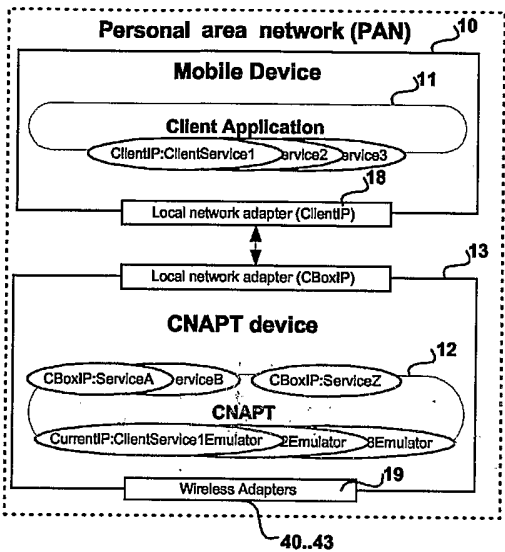 Personal area network (PAN)
10
Mobile Device
11
Client Application
ClientIP:ClientService1 ervice2 ervice3
18
Local network adapter (ClientIP)
Local network adapter (CBoxIP)
13
CNAPT device
12
CBoxIP:ServiceA erviceB CBoxIP:ServiceZ
CNAPT
CurrentIP:ClientService1Emulator 2Emulator 3Emulator
19
Wireless Adapters
40..43